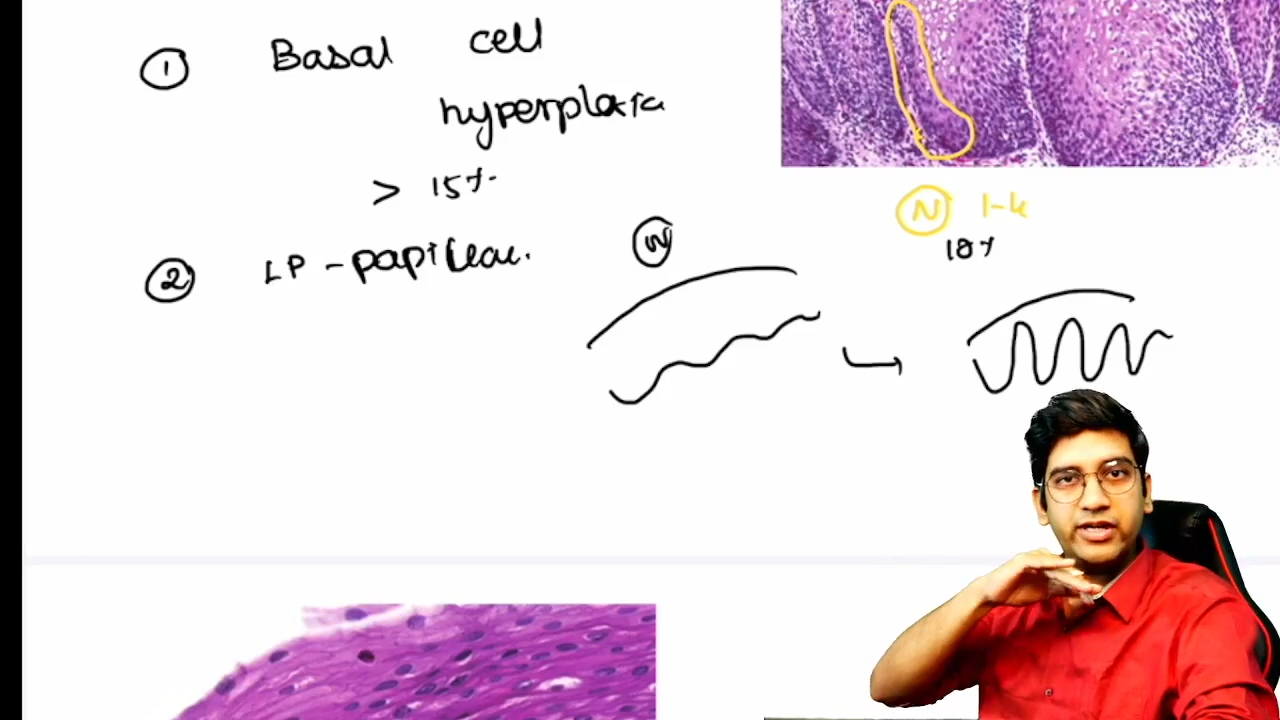 ① Basal cell
hyperplasia
> 15%
② LP - papillae.
N
N 1-4
10%